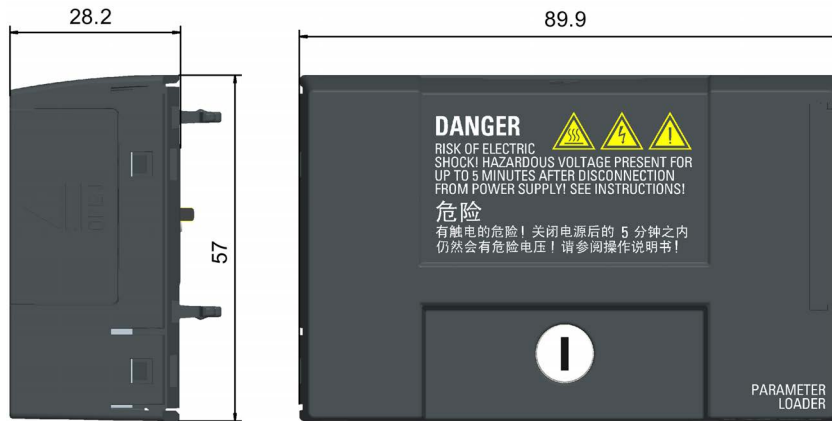 28.2
89.9
57
DANGER
RISK OF ELECTRIC
SHOCK! HAZARDOUS VOLTAGE PRESENT FOR
UP TO 5 MINUTES AFTER DISCONNECTION
FROM POWER SUPPLY! SEE INSTRUCTIONS!
危险
有触电的危险！关闭电源后的 5 分钟之内
仍然会有危险电压！请参阅操作说明书！
PARAMETER
LOADER